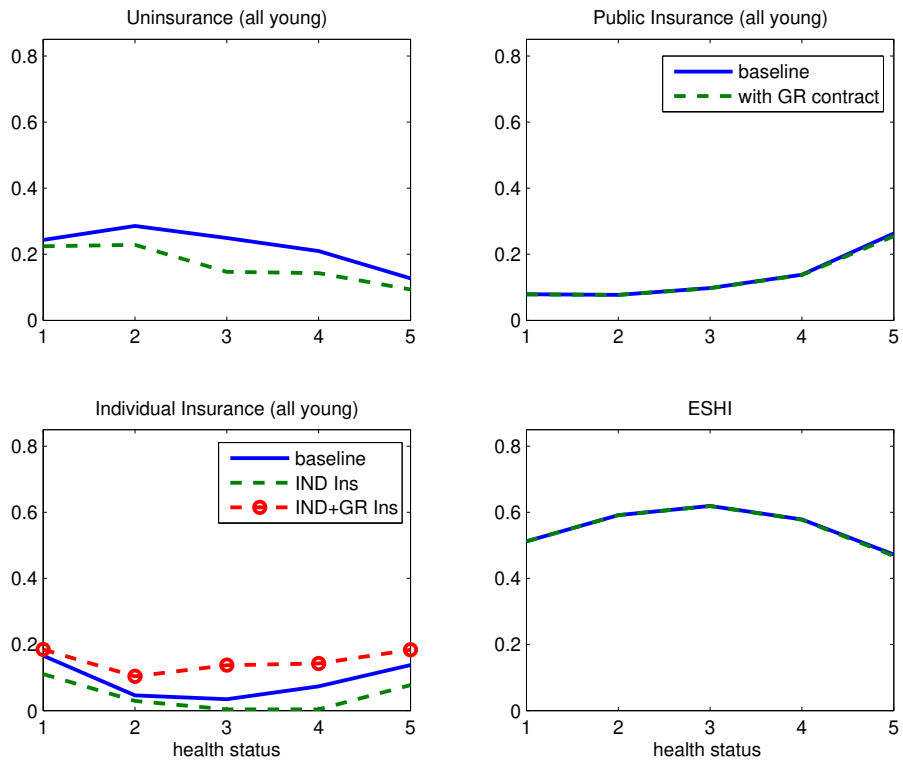 Uninsurance (all young)
0.8
0.6
0.4
0.2
0
1 2 3 4 5
Public Insurance (all young)
baseline
with GR contract
0.8
0.6
0.4
0.2
0
1 2 3 4 5
Individual Insurance (all young)
baseline
IND Ins
IND+GR Ins
0.8
0.6
0.4
0.2
0
1 2 3 4 5
health status
ESHI
0.8
0.6
0.4
0.2
0
1 2 3 4 5
health status